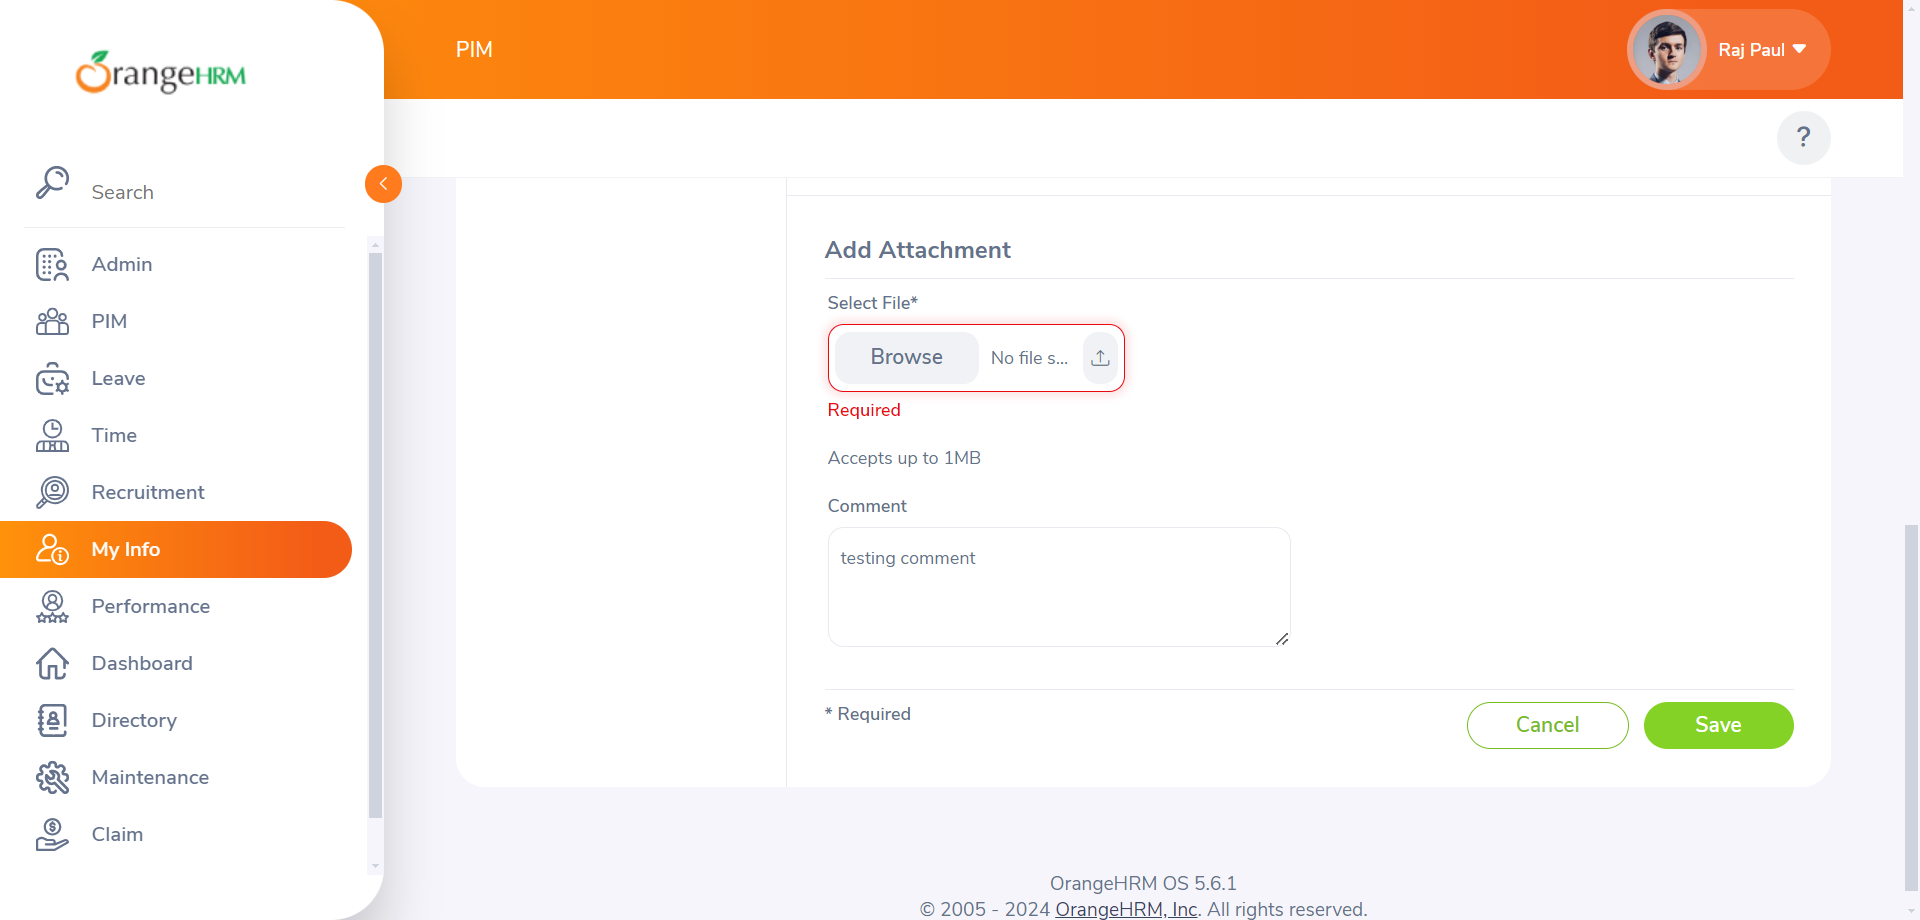 OrangeHRM
PIM
Raj Paul
?
Search
Admin
PIM
Leave
Time
Recruitment
My Info
Performance
Dashboard
Directory
Maintenance
Claim
Add Attachment
Select File*
Browse
No file s...
Required
Accepts up to 1MB
Comment
testing comment
* Required
Cancel
Save
OrangeHRM OS 5.6.1
© 2005 - 2024 OrangeHRM, Inc. All rights reserved.